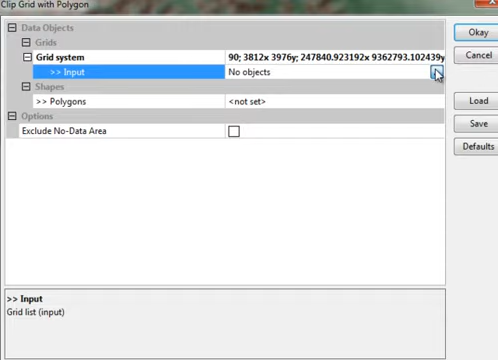 Clip Grid with Polygon
Data Objects
Grids
Grid system 90; 3812x 3976y; 247840.923192x 9362793.102439y
>> Input No objects
Shapes
>> Polygons <not set>
Options
Exclude No-Data Area
Okay
Cancel
Load
Save
Defaults
>> Input
Grid list (input)